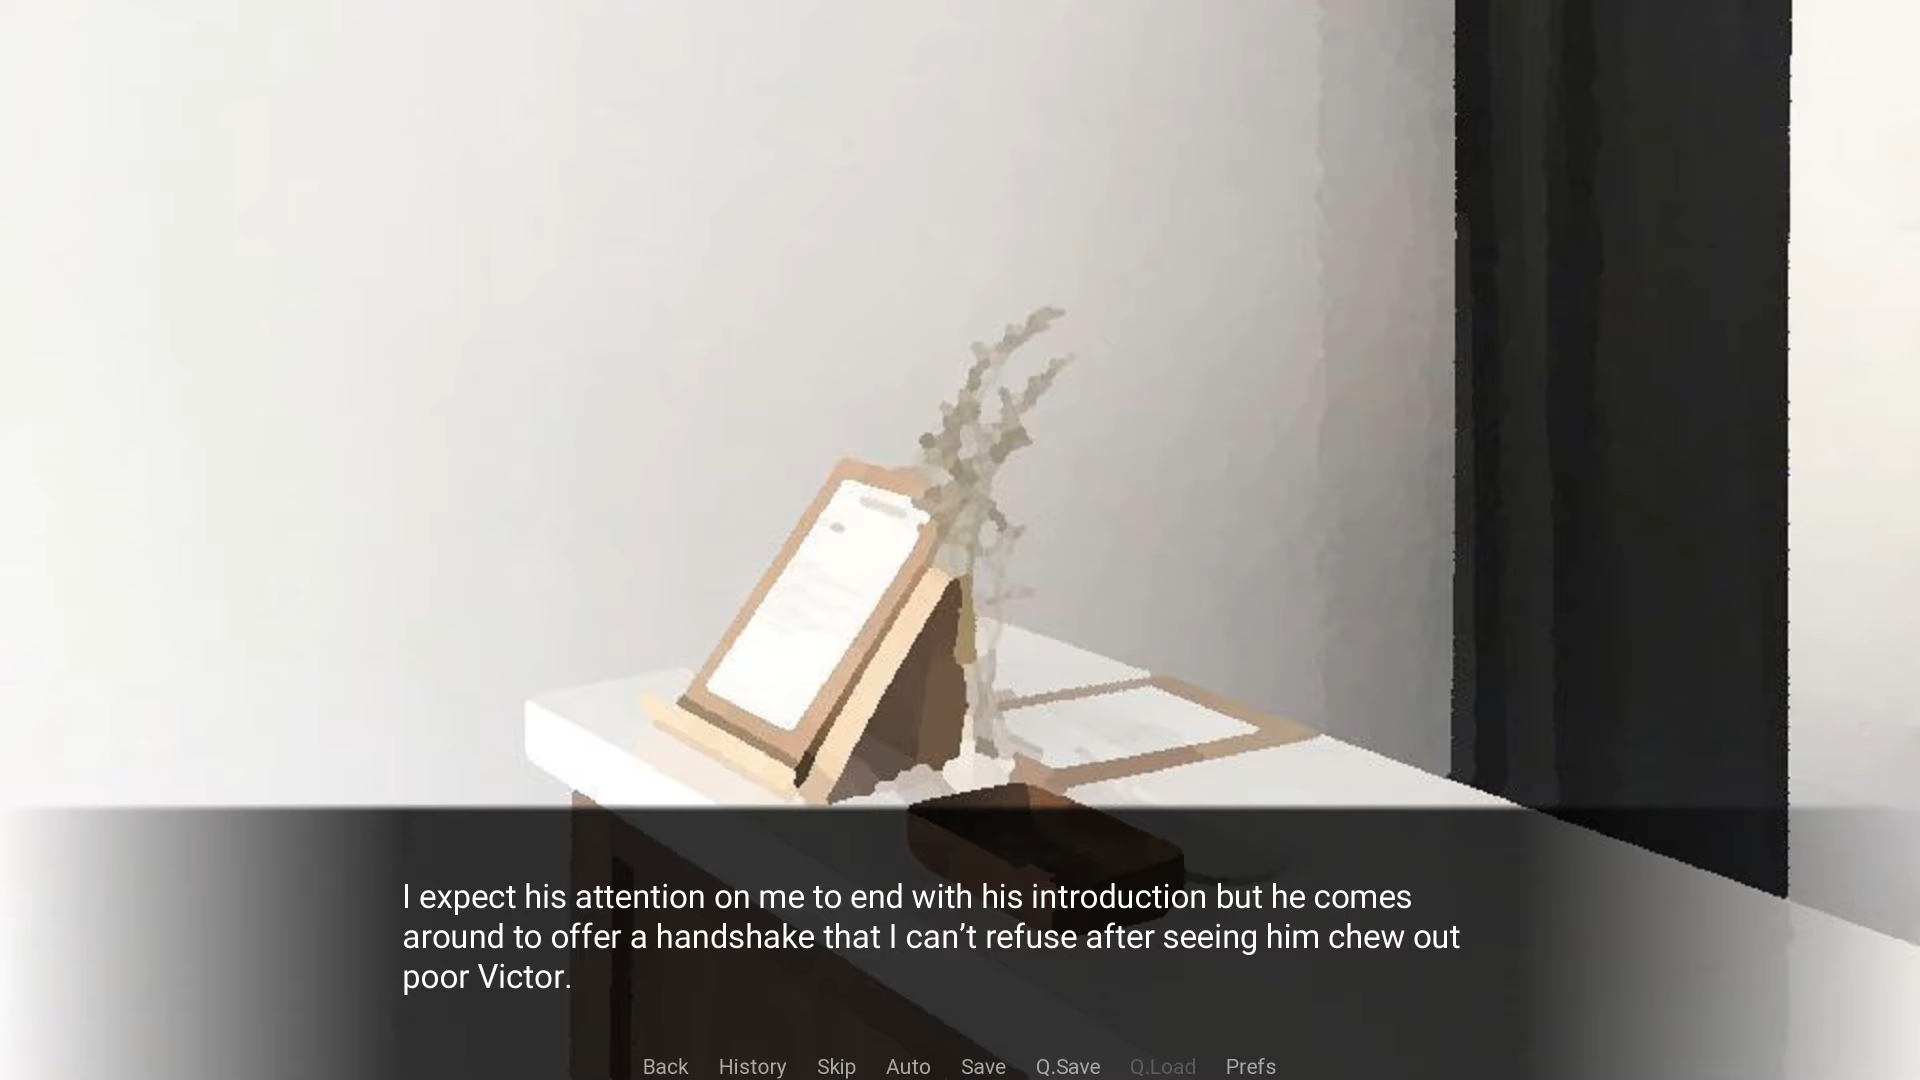 I expect his attention on me to end with his introduction but he comes
around to offer a handshake that I can’t refuse after seeing him chew out
poor Victor.
Back History Skip Auto Save Q.Save Q.Load Prefs